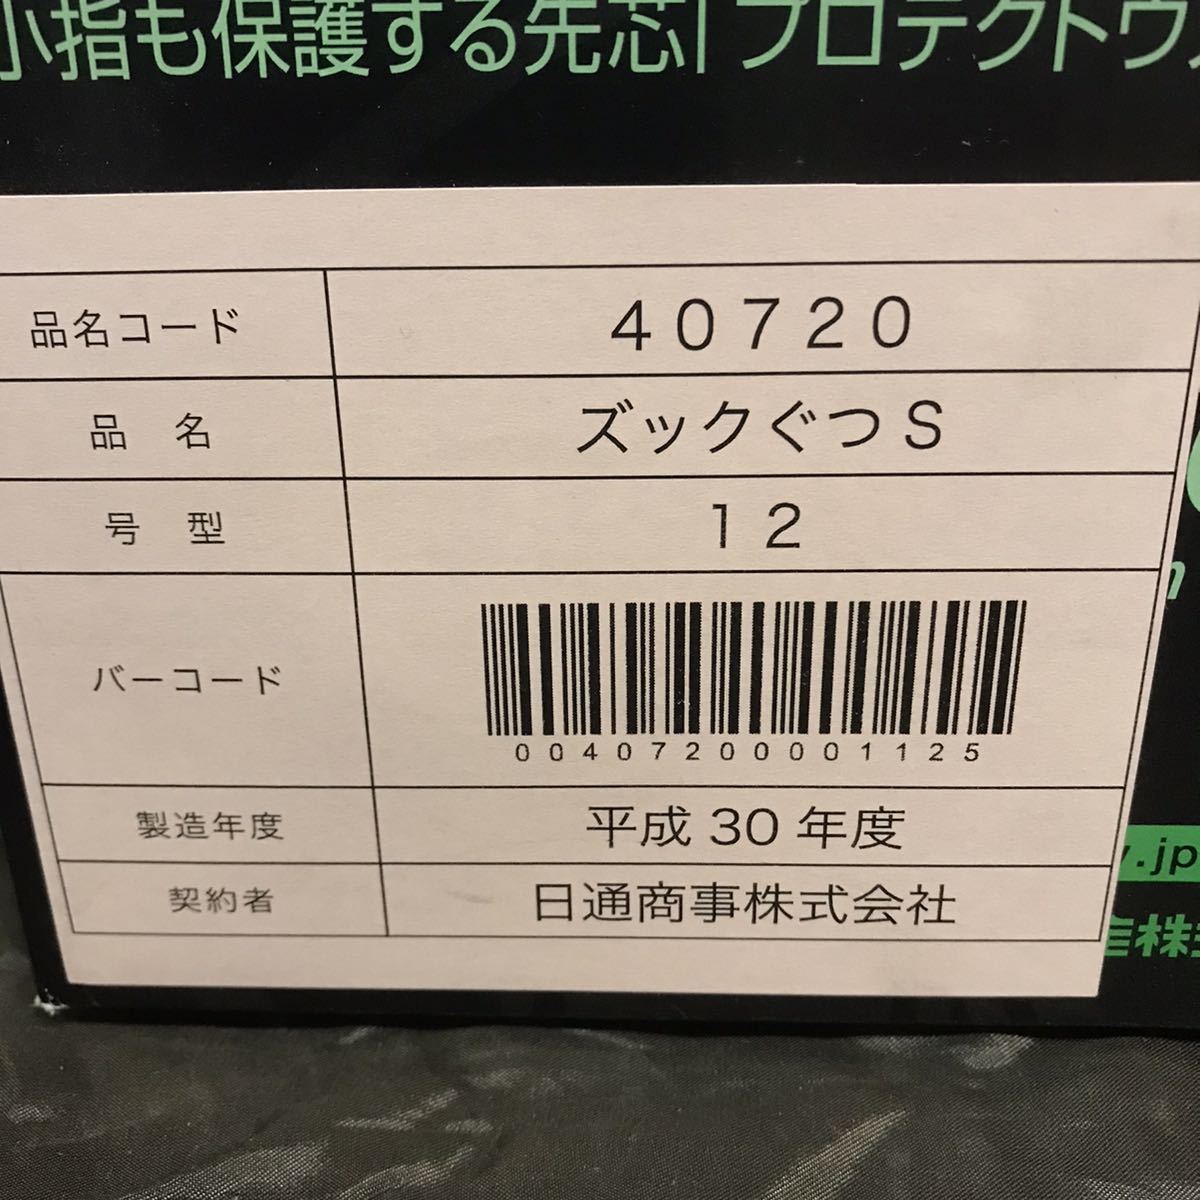 小指も保護する先芯「プロテクトウ
品名コード 40720
品 名 ズックぐつS
号 型 12
バーコード
00407200001125
製造年度 平成30年度
契約者 日通商事株式会社
.jp
株